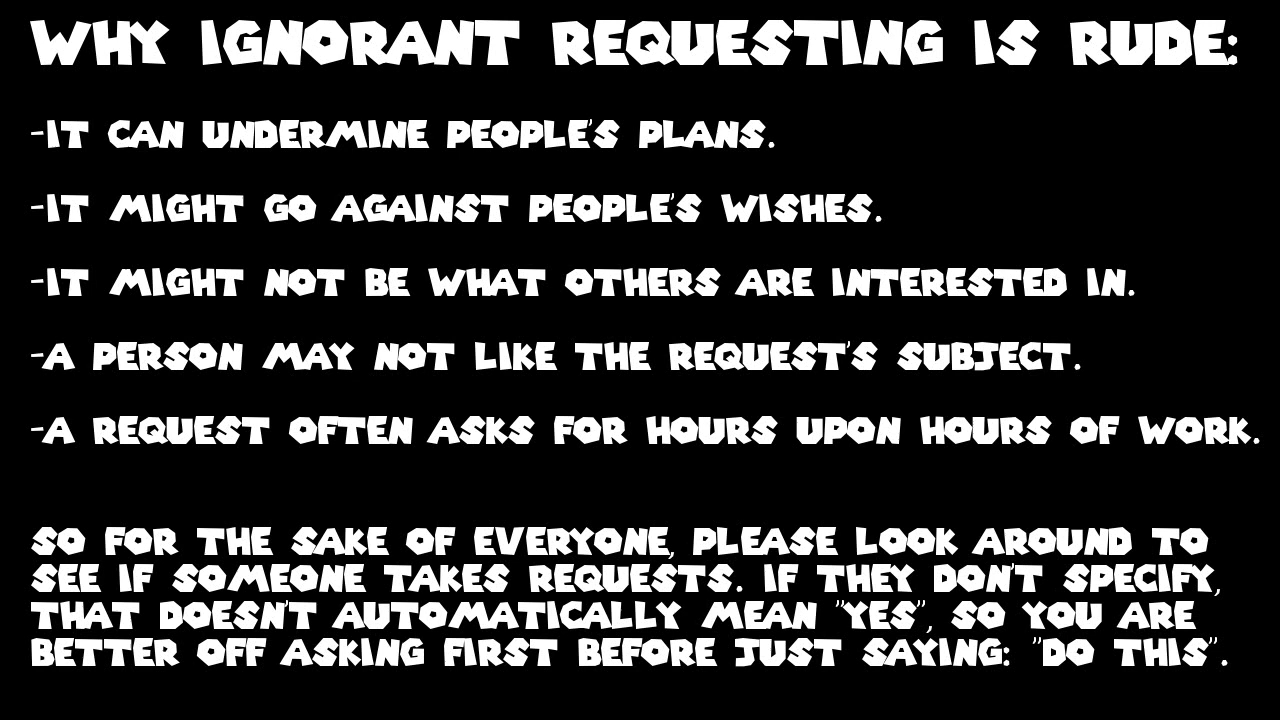 WHY IGNORANT REQUESTING IS RUDE:
-IT CAN UNDERMINE PEOPLE'S PLANS.
-IT MIGHT GO AGAINST PEOPLE'S WISHES.
-IT MIGHT NOT BE WHAT OTHERS ARE INTERESTED IN.
-A PERSON MAY NOT LIKE THE REQUEST'S SUBJECT.
-A REQUEST OFTEN ASKS FOR HOURS UPON HOURS OF WORK.
SO FOR THE SAKE OF EVERYONE, PLEASE LOOK AROUND TO
SEE IF SOMEONE TAKES REQUESTS. IF THEY DON'T SPECIFY,
THAT DOESN'T AUTOMATICALLY MEAN "YES", SO YOU ARE
BETTER OFF ASKING FIRST BEFORE JUST SAYING: "DO THIS".